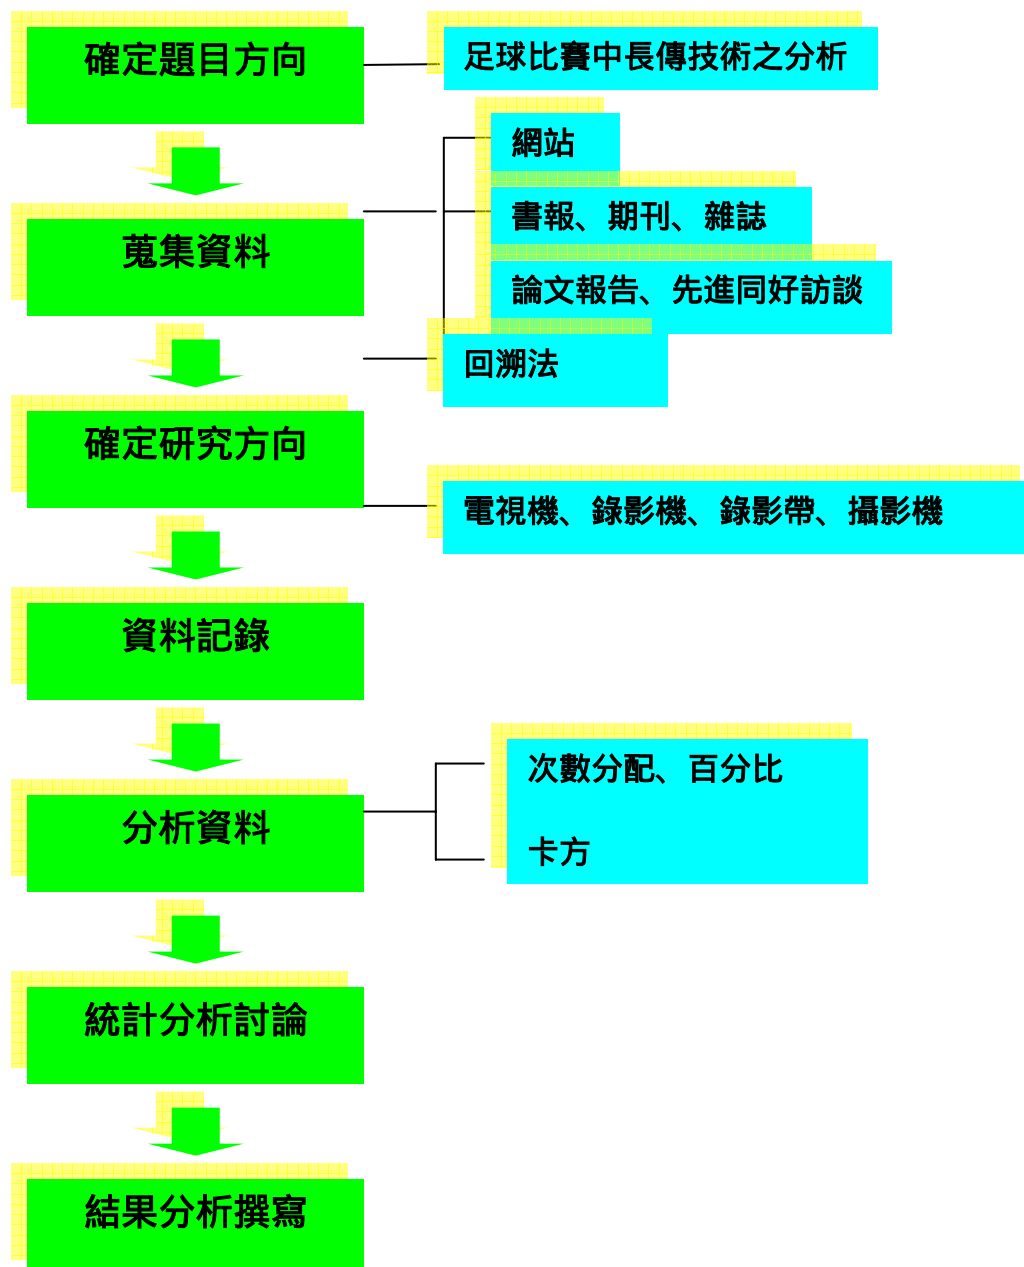 確定題目方向
足球比賽中長傳技術之分析
網站
蒐集資料
書報、期刊、雜誌
論文報告、先進同好訪談
回溯法
確定研究方向
電視機、錄影機、錄影帶、攝影機
資料記錄
分析資料
次數分配、百分比
卡方
統計分析討論
結果分析撰寫